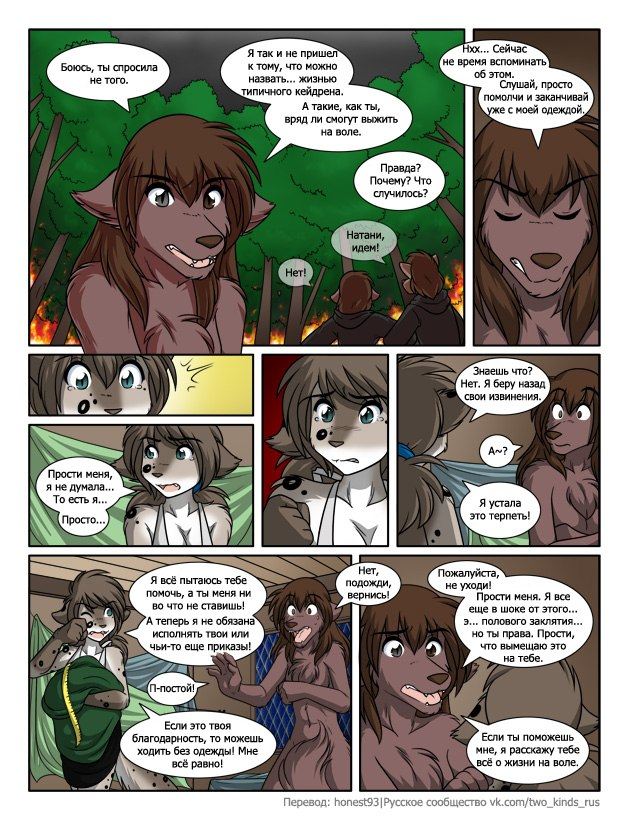 Боюсь, ты спросила
не того.
Я так и не пришел
к тому, что можно
назвать... жизнью
типичного кейдрена.
А такие, как ты,
вряд ли смогут выжить
на воле.
Правда?
Почему? Что
случилось?
Натани,
идем!
Нет!
Нхх... Сейчас
не время вспоминать
об этом.
Слушай, просто
помолчи и заканчивай
уже с моей одеждой.
Прости меня,
я не думала...
То есть я...
Просто...
Знаешь что?
Нет. Я беру назад
свои извинения.
А~?
Я устала
это терпеть!
Я всё пытаюсь тебе
помочь, а ты меня ни
во что не ставишь!
А теперь я не обязана
исполнять твои или
чьи-то еще приказы!
П-постой!
Если это твоя
благодарность, то можешь
ходить без одежды! Мне
всё равно!
Нет,
подожди,
вернись!
Пожалуйста,
не уходи!
Прости меня. Я все
еще в шоке от этого...
э... полового заклятия...
но ты права. Прости,
что вымещаю это
на тебе.
Если ты поможешь
мне, я расскажу тебе
всё о жизни на воле.
Перевод: honest93|Русское сообщество vk.com/two_kinds_rus